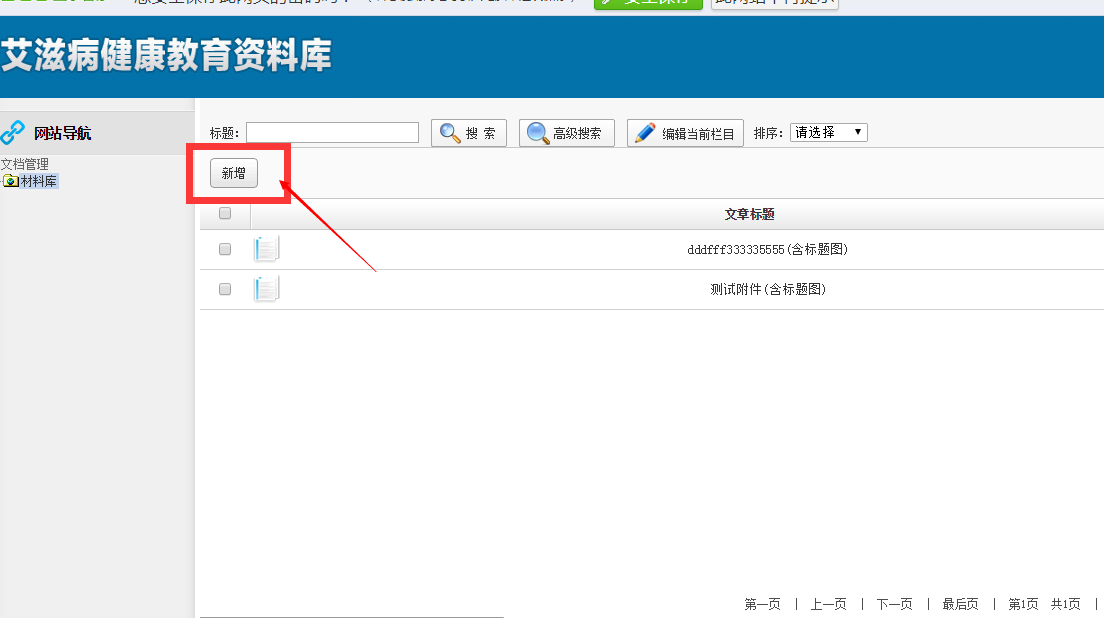 艾滋病健康教育资料库
网站导航
文档管理
材料库
标题： 搜 索 高级搜索 编辑当前栏目 排序： 请选择
新增
文章标题
dddfff333335555(含标题图)
测试附件(含标题图)
第一页 | 上一页 | 下一页 | 最后页 | 第1页 共1页 |